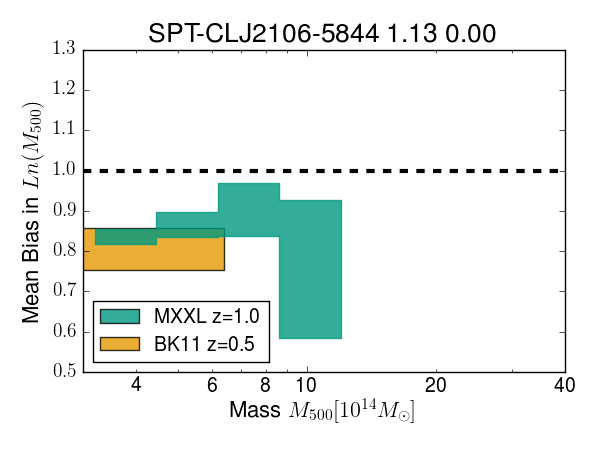 SPT-CLJ2106-5844 1.13 0.00
Mean Bias in Ln(M500)
1.3
1.2
1.1
1.0
0.9
0.8
0.7
0.6
0.5
MXXL z=1.0
BK11 z=0.5
4 6 8 10 20 40
Mass M500[10^14M⊙]